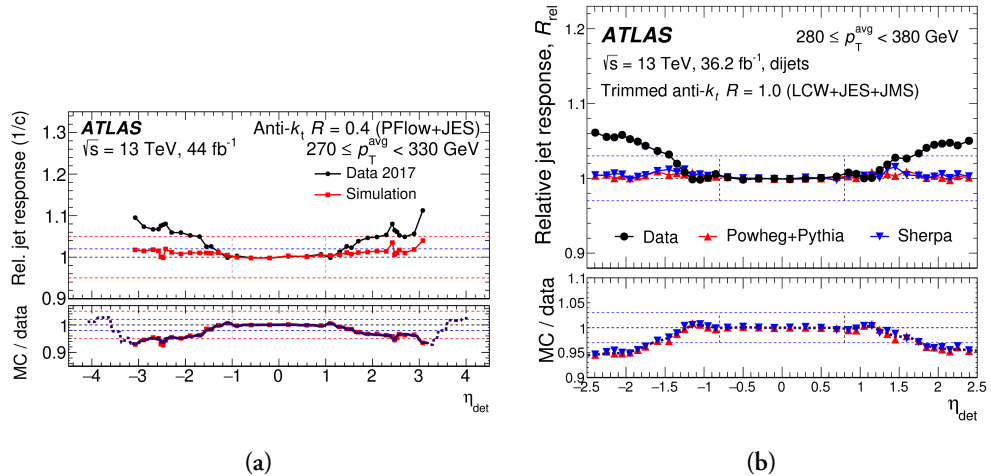 ATLAS
Anti-kt R = 0.4 (PFlow+JES)
√s = 13 TeV, 44 fb-1
270 ≤ pTavg < 330 GeV
Data 2017
Simulation
Rel. jet response (1/c)
1.3
1.2
1.1
1
0.9
MC / data
1
0.9
−4 −3 −2 −1 0 1 2 3 4
ηdet
(a)
ATLAS
280 ≤ pTavg < 380 GeV
√s = 13 TeV, 36.2 fb-1, dijets
Trimmed anti-kt R = 1.0 (LCW+JES+JMS)
Relative jet response, Rrel
1.2
1.1
1
0.9
Data
Powheg+Pythia
Sherpa
MC / data
1.1
1.05
1
0.95
0.9
−2.5 −2 −1.5 −1 −0.5 0 0.5 1 1.5 2 2.5
ηdet
(b)